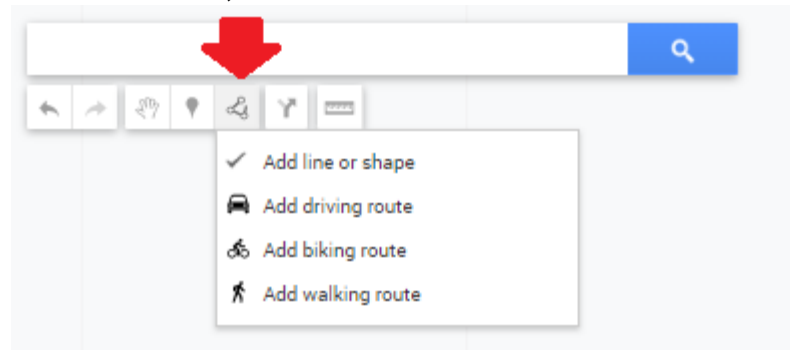 Add line or shape
Add driving route
Add biking route
Add walking route